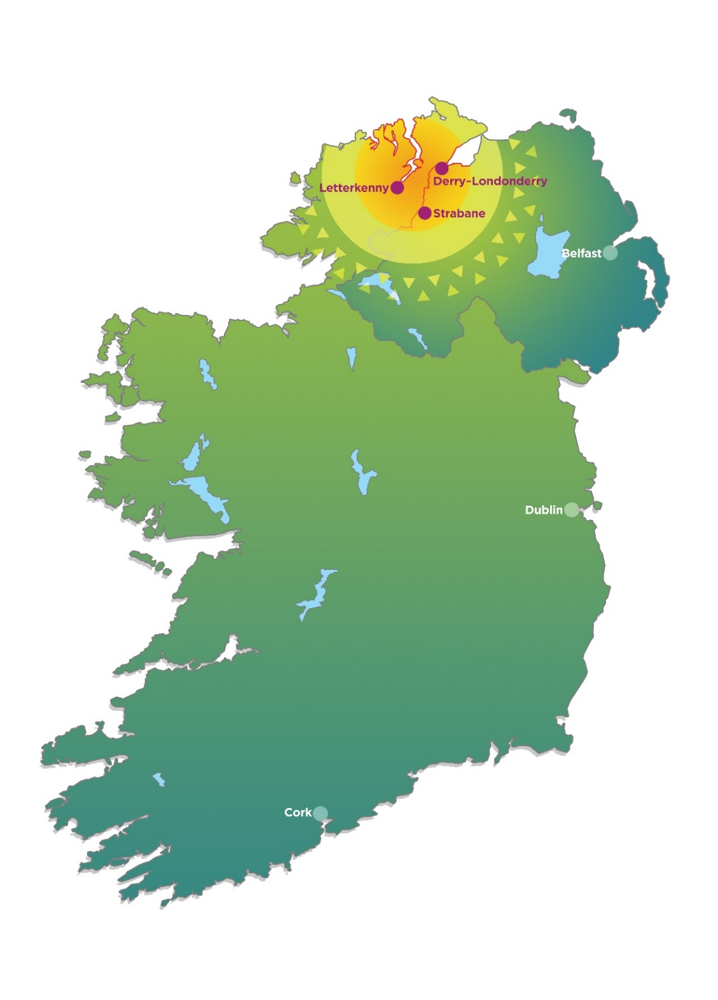 Letterkenny
Derry~Londonderry
Strabane
Belfast
Dublin
Cork